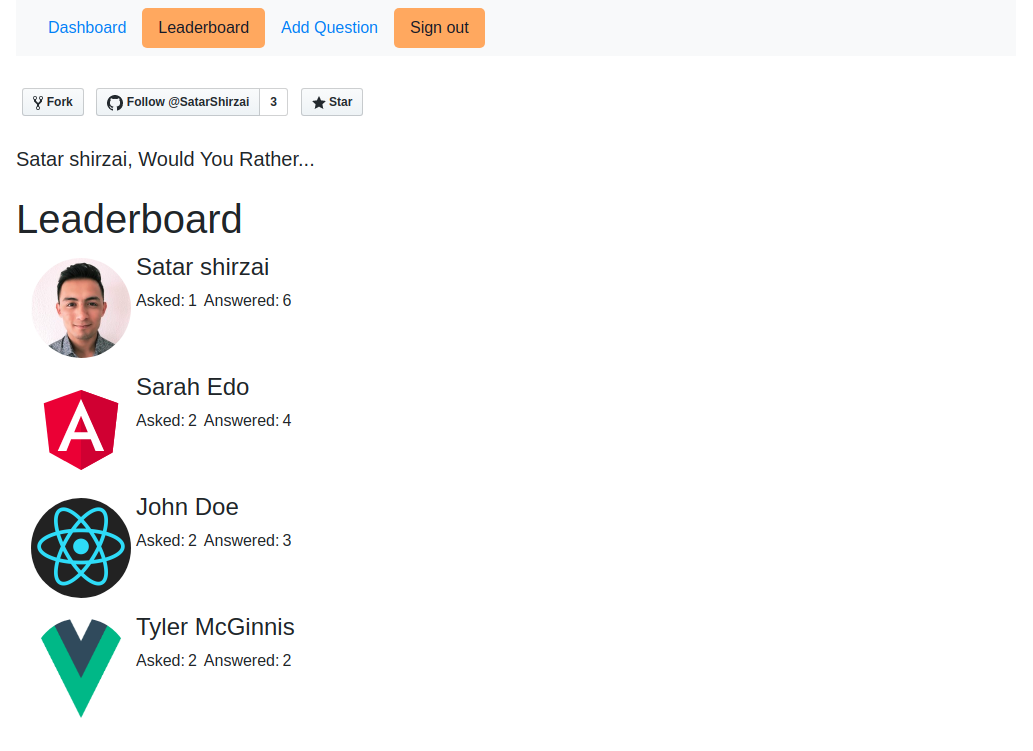 Dashboard Leaderboard Add Question Sign out
Fork Follow @SatarShirzai 3 Star
Satar shirzai, Would You Rather...
Leaderboard
Satar shirzai
Asked: 1 Answered: 6
Sarah Edo
Asked: 2 Answered: 4
John Doe
Asked: 2 Answered: 3
Tyler McGinnis
Asked: 2 Answered: 2